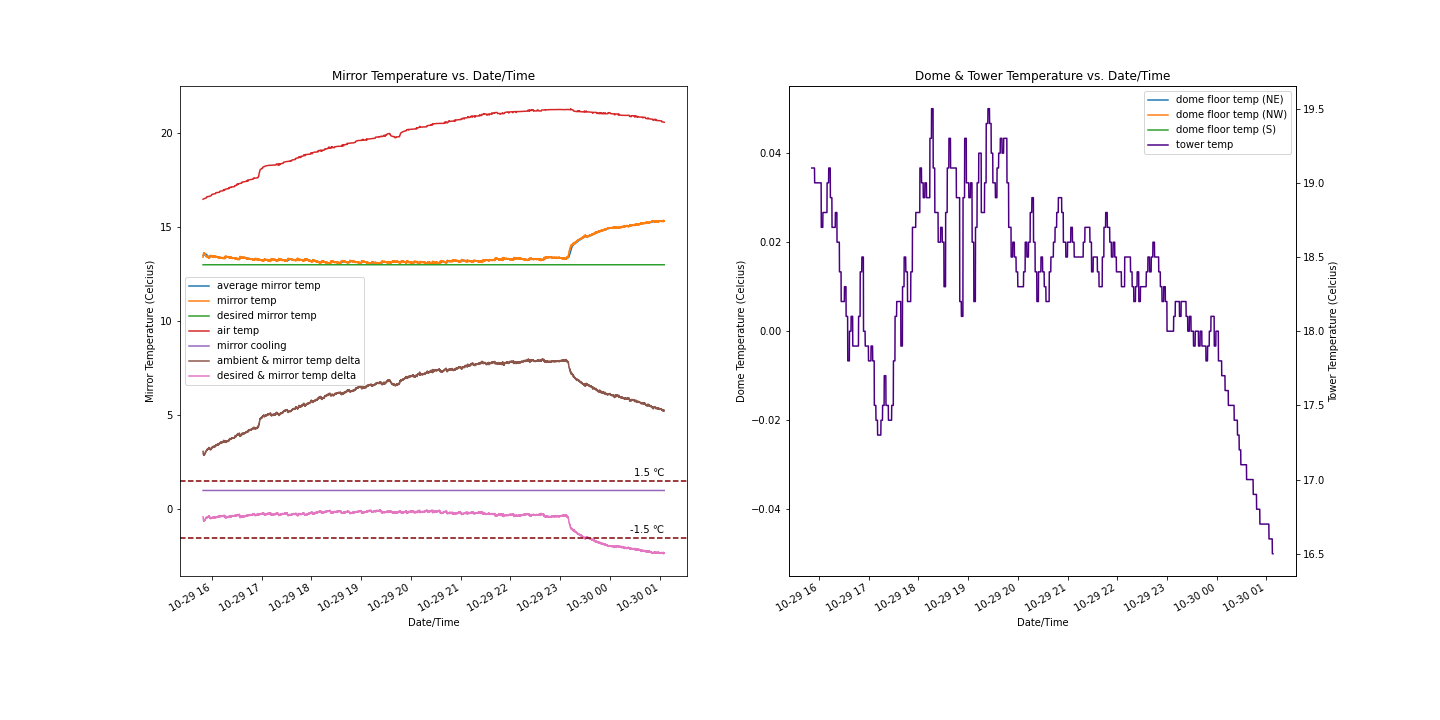 Mirror Temperature vs. Date/Time
Mirror Temperature (Celcius)
20
15
10
5
0
average mirror temp
mirror temp
desired mirror temp
air temp
mirror cooling
ambient & mirror temp delta
desired & mirror temp delta
1.5 °C
-1.5 °C
10-29 16
10-29 17
10-29 18
10-29 19
10-29 20
10-29 21
10-29 22
10-29 23
10-30 00
10-30 01
Date/Time
Dome & Tower Temperature vs. Date/Time
Dome Temperature (Celcius)
0.04
0.02
0.00
−0.02
−0.04
dome floor temp (NE)
dome floor temp (NW)
dome floor temp (S)
tower temp
19.5
19.0
18.5
18.0
17.5
17.0
16.5
Tower Temperature (Celcius)
10-29 16
10-29 17
10-29 18
10-29 19
10-29 20
10-29 21
10-29 22
10-29 23
10-30 00
10-30 01
Date/Time